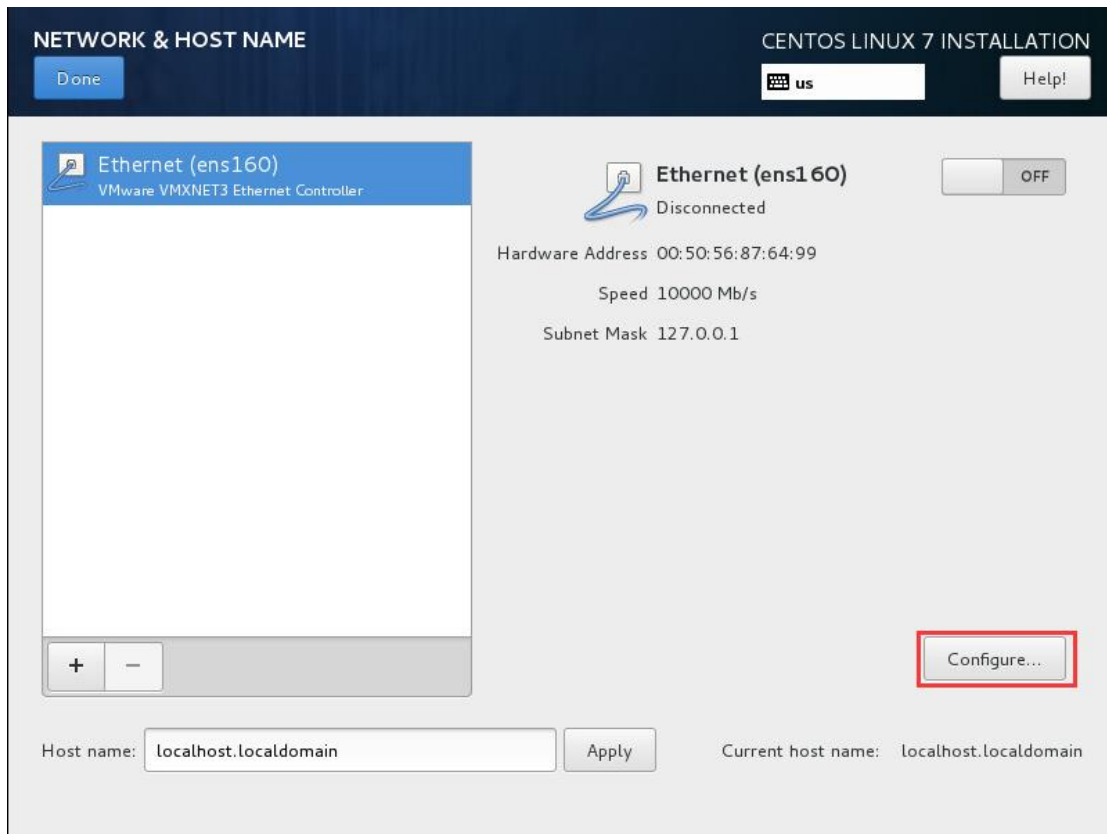 NETWORK & HOST NAME
CENTOS LINUX 7 INSTALLATION
Done
us
Help!
Ethernet (ens160)
VMware VMXNET3 Ethernet Controller
Ethernet (ens160)
OFF
Disconnected
Hardware Address 00:50:56:87:64:99
Speed 10000 Mb/s
Subnet Mask 127.0.0.1
+ −
Configure...
Host name: localhost.localdomain Apply Current host name: localhost.localdomain